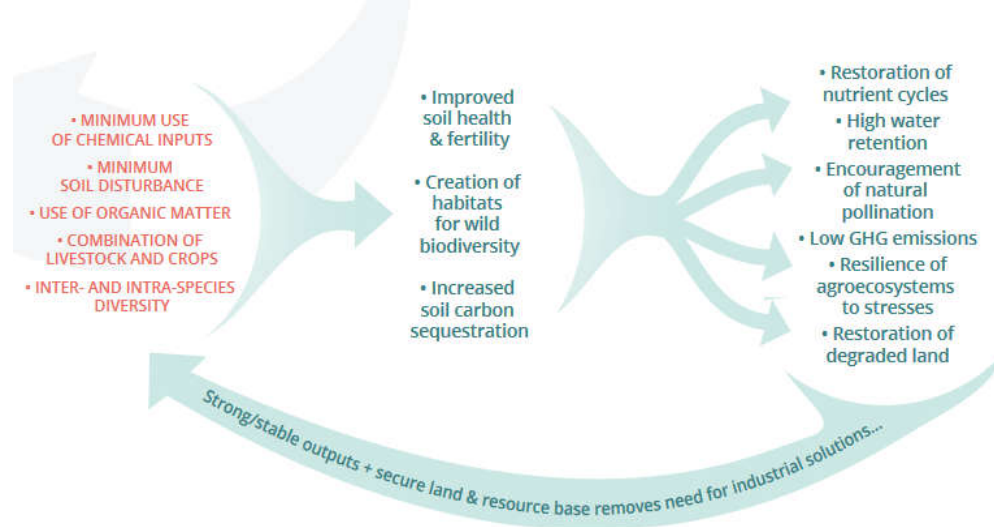 • MINIMUM USE
OF CHEMICAL INPUTS
• MINIMUM
SOIL DISTURBANCE
• USE OF ORGANIC MATTER
• COMBINATION OF
LIVESTOCK AND CROPS
• INTER- AND INTRA-SPECIES
DIVERSITY
• Improved
soil health
& fertility
• Creation of
habitats
for wild
biodiversity
• Increased
soil carbon
sequestration
• Restoration of
nutrient cycles
• High water
retention
• Encouragement
of natural
pollination
• Low GHG emissions
• Resilience of
agroecosystems
to stresses
• Restoration of
degraded land
Strong/stable outputs + secure land & resource base removes need for industrial solutions...